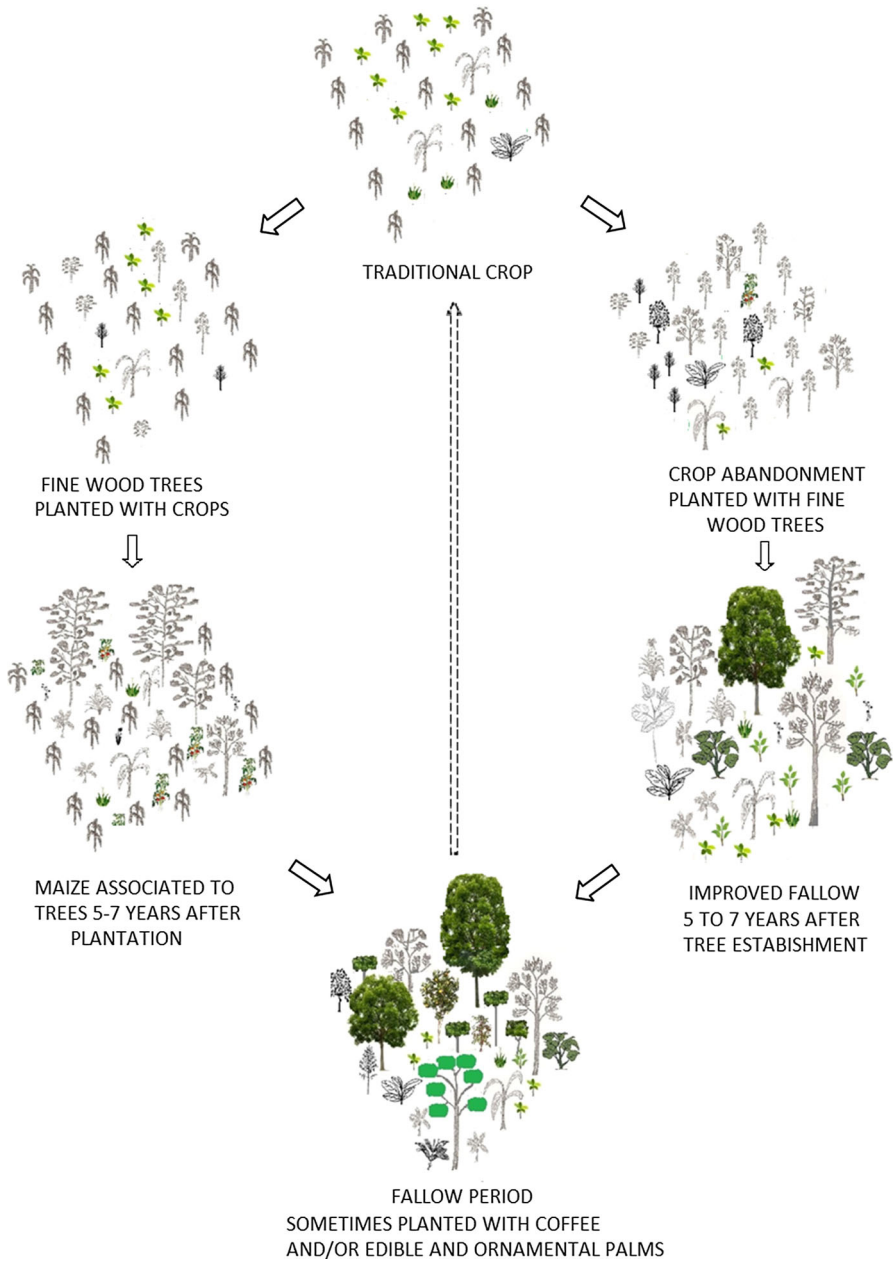 TRADITIONAL CROP
FINE WOOD TREES
PLANTED WITH CROPS
CROP ABANDONMENT
PLANTED WITH FINE
WOOD TREES
MAIZE ASSOCIATED TO
TREES 5-7 YEARS AFTER
PLANTATION
IMPROVED FALLOW
5 TO 7 YEARS AFTER
TREE ESTABISHMENT
FALLOW PERIOD
SOMETIMES PLANTED WITH COFFEE
AND/OR EDIBLE AND ORNAMENTAL PALMS